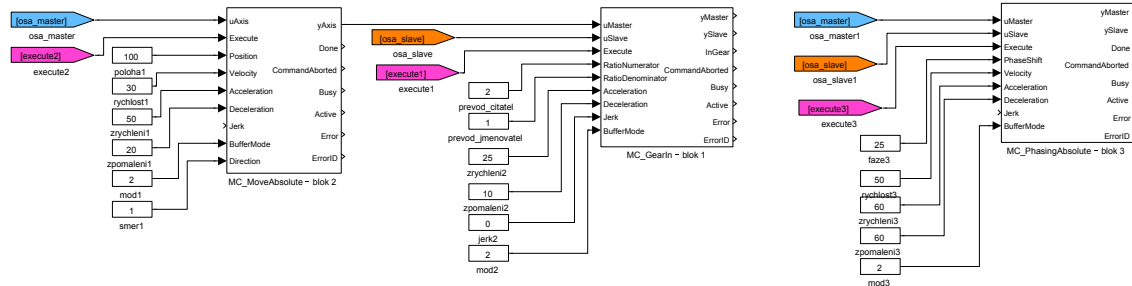 [osa_master]
osa_master
[execute2]
execute2
100
poloha1
30
rychlost1
50
zrychleni1
20
zpomaleni1
2
mod1
1
smer1
uAxis
Execute
Position
Velocity
Acceleration
Deceleration
Jerk
BufferMode
Direction
yAxis
Done
CommandAborted
Busy
Active
Error
ErrorID
MC_MoveAbsolute − blok 2
[osa_slave]
osa_slave
[execute1]
execute1
2
prevod_citatel
1
prevod_jmenovatel
25
zrychleni2
10
zpomaleni2
0
jerk2
2
mod2
uMaster
uSlave
Execute
RatioNumerator
RatioDenominator
Acceleration
Deceleration
Jerk
BufferMode
yMaster
ySlave
InGear
CommandAborted
Busy
Active
Error
ErrorID
MC_GearIn − blok 1
[osa_master]
osa_master1
[osa_slave]
osa_slave1
[execute3]
execute3
25
faze3
50
rychlost3
60
zrychleni3
60
zpomaleni3
2
mod3
uMaster
uSlave
Execute
PhaseShift
Velocity
Acceleration
Deceleration
Jerk
BufferMode
yMaster
ySlave
Done
CommandAborted
Busy
Active
Error
ErrorID
MC_PhasingAbsolute − blok 3